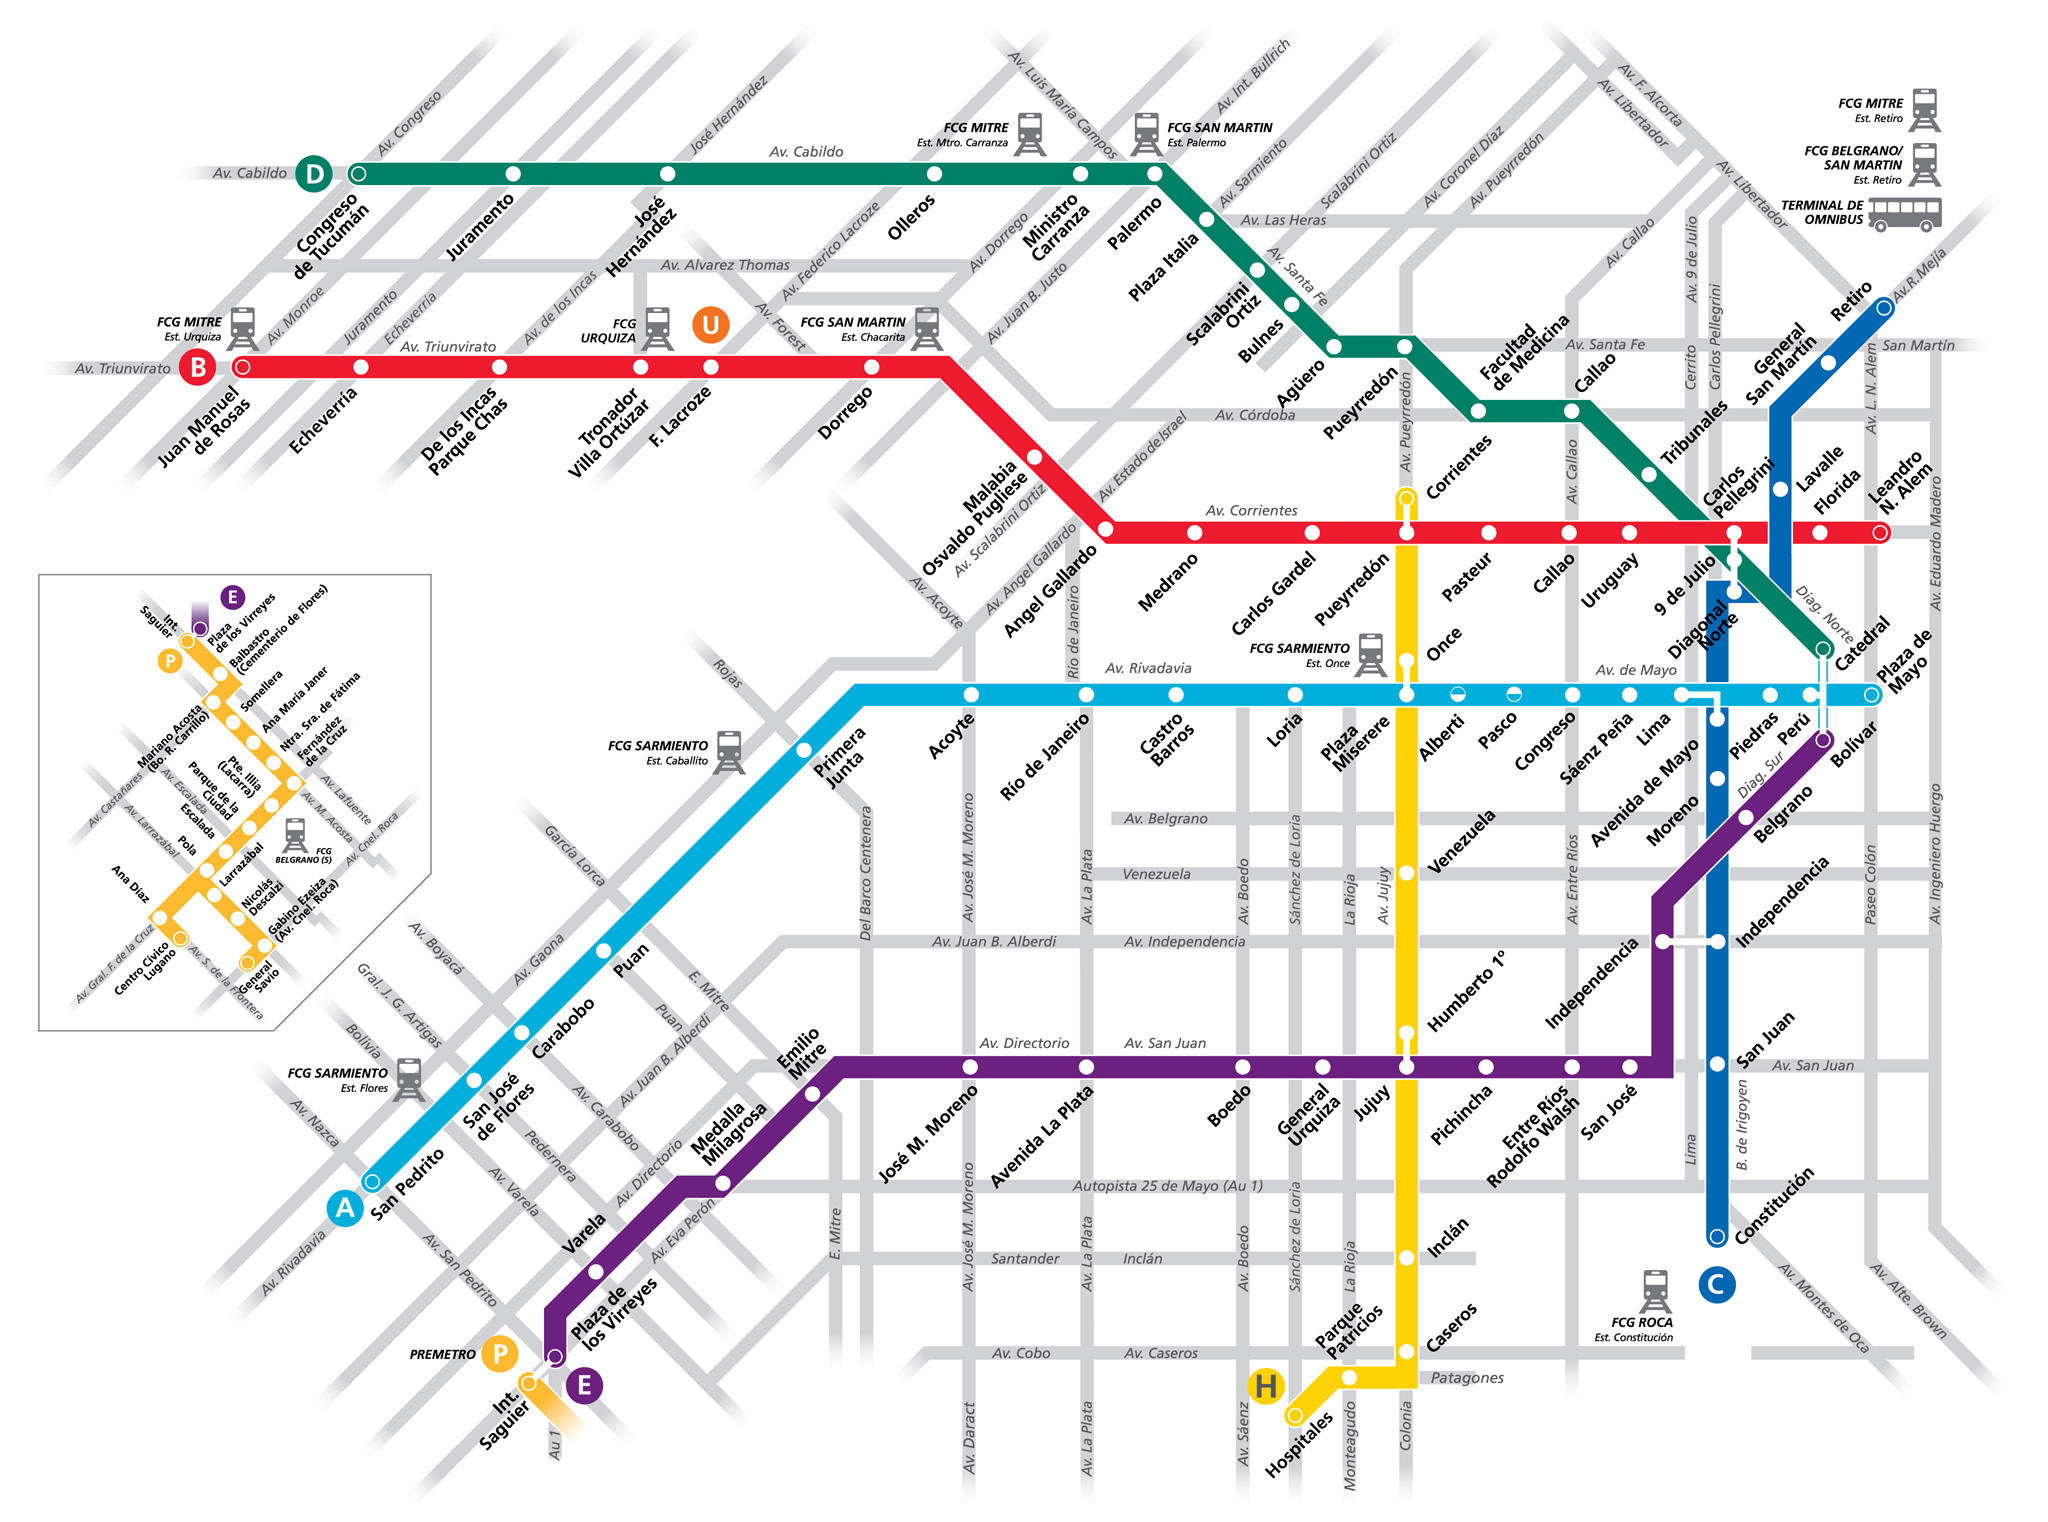 Av. Congreso
José Hernández
Av. Luis María Campos
Av. Int. Bullrich
Av. F. Alcorta
Av. Libertador
FCG MITRE
Est. Retiro
FCG BELGRANO/
SAN MARTIN
Est. Retiro
TERMINAL DE
OMNIBUS
FCG MITRE
Est. Mtro. Carranza
FCG SAN MARTIN
Est. Palermo
Av. Sarmiento
Scalabrini Ortiz
Av. Coronel Díaz
Av. Pueyrredón
Av. Libertador
Av. Cabildo
D
Av. Cabildo
Congreso
de Tucumán
Juramento
José
Hernández
Olleros
Ministro
Carranza
Palermo
Plaza Italia
Scalabrini
Ortiz
Bulnes
Agüero
Pueyrredón
Facultad
de Medicina
Callao
Tribunales
9 de Julio
Catedral
Av. Las Heras
Av. Santa Fe
Av. Callao
Av. 9 de Julio
Cerrito
Carlos Pellegrini
Av. R. Mejía
Av. Santa Fe
San Martín
Av. L. N. Alem
Av. Alvarez Thomas
Av. Federico Lacroze
Av. Dorrego
Av. Juan B. Justo
Av. Monroe
Juramento
Echeverría
Av. de los Incas
Av. Forest
FCG MITRE
Est. Urquiza
FCG
URQUIZA
U
FCG SAN MARTIN
Est. Chacarita
Av. Triunvirato
B
Av. Triunvirato
Juan Manuel
de Rosas
Echeverría
De los Incas
Parque Chas
Tronador
Villa Ortúzar
F. Lacroze
Dorrego
Malabia
Osvaldo Pugliese
Angel Gallardo
Medrano
Carlos Gardel
Pueyrredón
Pasteur
Callao
Uruguay
Carlos
Pellegrini
Florida
Leandro
N. Alem
Av. Córdoba
Av. Estado de Israel
Av. Scalabrini Ortiz
Av. Angel Gallardo
Av. Corrientes
Av. Pueyrredón
Av. Callao
Av. Eduardo Madero
Diag. Norte
Retiro
General
San Martín
Lavalle
Diagonal
Norte
Avenida de Mayo
Moreno
Independencia
San Juan
Constitución
C
Corrientes
Once
Venezuela
Humberto 1º
Inclán
Caseros
Parque
Patricios
Hospitales
H
Av. Acoyte
Rojas
Río de Janeiro
Av. Rivadavia
Av. de Mayo
FCG SARMIENTO
Est. Once
FCG SARMIENTO
Est. Caballito
FCG SARMIENTO
Est. Flores
Plaza de
Mayo
Perú
Piedras
Lima
Sáenz Peña
Congreso
Pasco
Alberti
Plaza
Miserere
Loria
Castro
Barros
Río de Janeiro
Acoyte
Primera
Junta
Puan
Carabobo
San José
de Flores
San Pedrito
A
Bolívar
Belgrano
Independencia
San José
Entre Ríos
Rodolfo Walsh
Pichincha
Jujuy
General
Urquiza
Boedo
Avenida La Plata
José M. Moreno
Emilio
Mitre
Medalla
Milagrosa
Varela
Plaza de
los Virreyes
E
PREMETRO
P
Int.
Saguier
Diag. Sur
Av. Belgrano
Venezuela
Av. Juan B. Alberdi
Av. Independencia
Av. Directorio
Av. San Juan
Av. San Juan
Autopista 25 de Mayo (Au 1)
Santander
Inclán
Av. Cobo
Av. Caseros
Patagones
Del Barco Centenera
Av. José M. Moreno
Av. La Plata
Av. Boedo
Sánchez de Loria
La Rioja
Av. Jujuy
Av. Entre Ríos
Paseo Colón
Av. Ingeniero Huergo
Lima
B. de Irigoyen
García Lorca
Av. Boyacá
Gral. J. G. Artigas
Bolivia
Av. Nazca
Av. Gaona
Puan
E. Mitre
Av. Juan B. Alberdi
Av. Carabobo
Pedernera
Av. Varela
Av. Directorio
Av. Eva Perón
Av. Rivadavia
Av. San Pedrito
E. Mitre
Av. José M. Moreno
Av. La Plata
Av. Boedo
Sánchez de Loria
La Rioja
Au 1
Av. Daract
Av. La Plata
Av. Sáenz
Monteagudo
Colonia
FCG ROCA
Est. Constitución
Av. Montes de Oca
Av. Alte. Brown
E
Int.
Saguier
P
Plaza
de los Virreyes
Balbastro
(Cementerio de Flores)
Somellera
Mariano Acosta
(Bo. R. Carrillo)
Ana María Janer
Ntra. Sra. de Fátima
Fernández
de la Cruz
Pte. Illia
(Lacarra)
Parque de la
Ciudad
Escalada
Pola
Larrazábal
Ana Díaz
Nicolás
Descalzi
Gabino Ezeiza
(Av. Cnel. Roca)
Centro Cívico
Lugano
General
Savio
Av. Castañares
Av. Escalada
Av. Larrazábal
Av. Lafuente
Av. M. Acosta
Av. Cnel. Roca
FCG
BELGRANO (S)
Av. Gral. F. de la Cruz
Av. S. de la Frontera